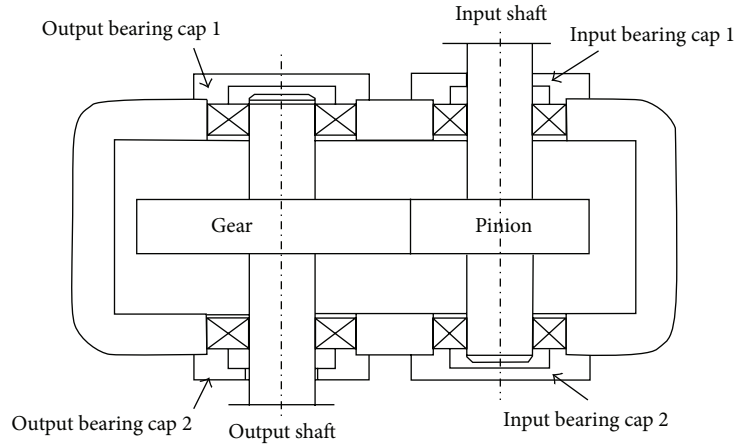 Input shaft
Output bearing cap 1
Input bearing cap 1
Gear
Pinion
Output bearing cap 2
Output shaft
Input bearing cap 2